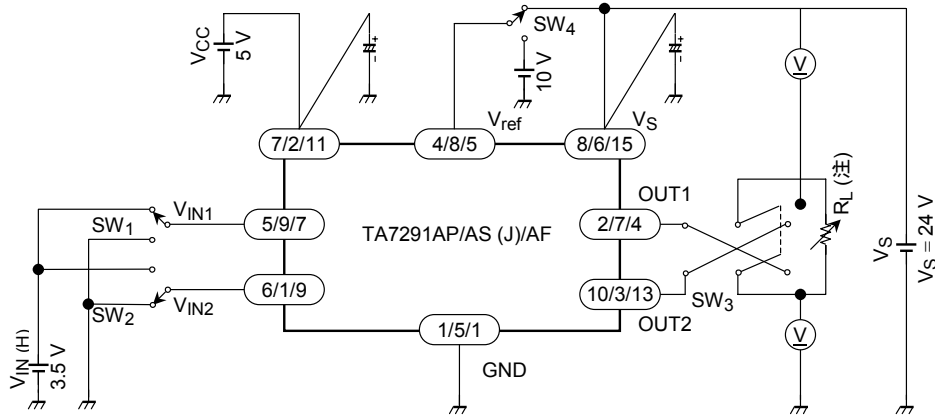 VCC
5 V
SW4
10 V
Vref
VS
V
7/2/11
4/8/5
8/6/15
SW1
VIN1
5/9/7
TA7291AP/AS (J)/AF
OUT1
2/7/4
RL (注)
VS
VS = 24 V
SW2
VIN2
6/1/9
10/3/13
SW3
OUT2
VIN (H)
3.5 V
1/5/1
GND
V